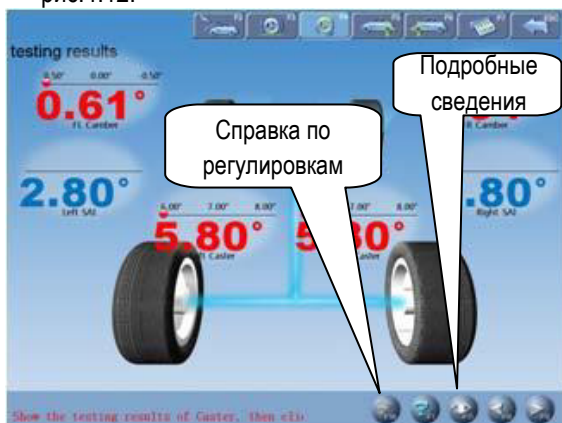 testing results
0.50° 0.00° -0.50°
0.61°
FL Camber
2.80°
Left SAI
Справка по
регулировкам
Подробные
сведения
R Camber
.80°
Right SAI
6.00° 7.00° 8.00°
5.80°
Caster
7.00° 8.00°
5. 80°
Caster
Show the testing results of Caster, then cli